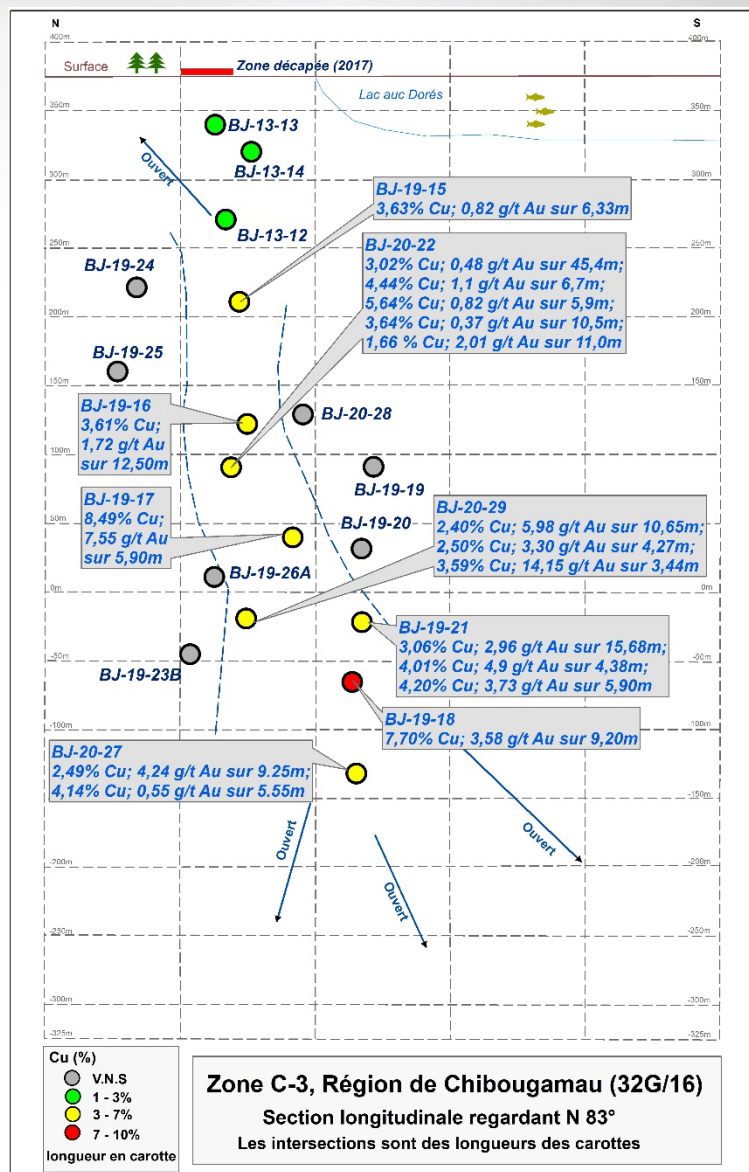 N
S
400m
400m
Surface
Zone décapée (2017)
Lac auc Dorés
350m
350m
BJ-13-13
BJ-13-14
Ouvert
300m
300m
BJ-19-15
3,63% Cu; 0,82 g/t Au sur 6,33m
BJ-13-12
250m
250m
BJ-20-22
3,02% Cu; 0,48 g/t Au sur 45,4m;
4,44% Cu; 1,1 g/t Au sur 6,7m;
5,64% Cu; 0,82 g/t Au sur 5,9m;
3,64% Cu; 0,37 g/t Au sur 10,5m;
1,66 % Cu; 2,01 g/t Au sur 11,0m
BJ-19-24
200m
200m
BJ-19-25
150m
150m
BJ-19-16
3,61% Cu;
1,72 g/t Au
sur 12,50m
BJ-20-28
100m
100m
BJ-19-19
BJ-19-17
8,49% Cu;
7,55 g/t Au
sur 5,90m
50m
50m
BJ-20-29
2,40% Cu; 5,98 g/t Au sur 10,65m;
2,50% Cu; 3,30 g/t Au sur 4,27m;
3,59% Cu; 14,15 g/t Au sur 3,44m
BJ-19-20
BJ-19-26A
0m
0m
BJ-19-21
3,06% Cu; 2,96 g/t Au sur 15,68m;
4,01% Cu; 4,9 g/t Au sur 4,38m;
4,20% Cu; 3,73 g/t Au sur 5,90m
-50m
-50m
BJ-19-23B
BJ-19-18
7,70% Cu; 3,58 g/t Au sur 9,20m
-100m
-100m
BJ-20-27
2,49% Cu; 4,24 g/t Au sur 9.25m;
4,14% Cu; 0,55 g/t Au sur 5.55m
-150m
-150m
Ouvert
Ouvert
Ouvert
-200m
-200m
-250m
-250m
-300m
-300m
-325m
-325m
Cu (%)
V.N.S
1 - 3%
3 - 7%
7 - 10%
longueur en carotte
Zone C-3, Région de Chibougamau (32G/16)
Section longitudinale regardant N 83°
Les intersections sont des longueurs des carottes